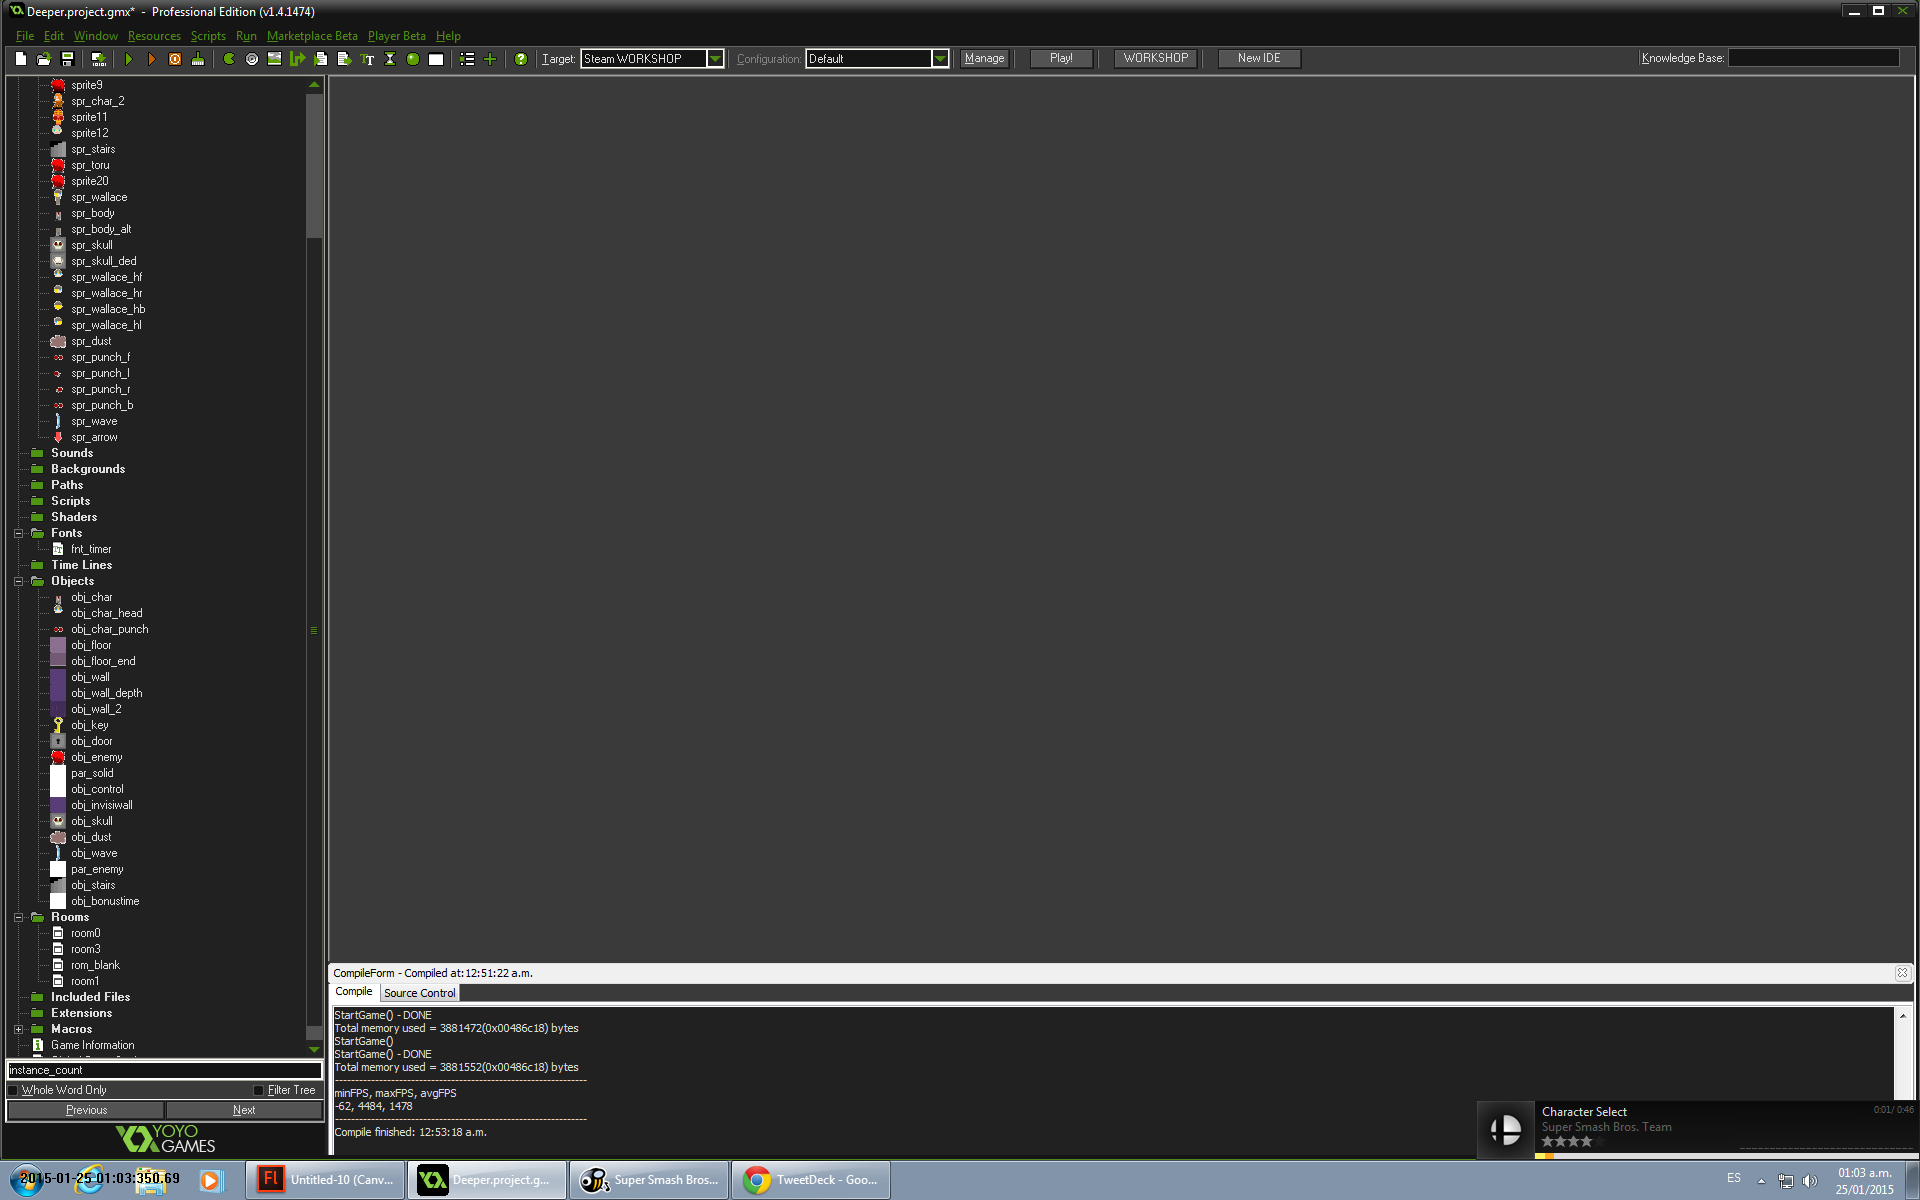 Deeper.project.gmx* - Professional Edition (v1.4.1474)
File Edit Window Resources Scripts Run Marketplace Beta Player Beta Help
Target: Steam WORKSHOP Configuration: Default Manage Play! WORKSHOP New IDE Knowledge Base:
sprite9
spr_char_2
sprite11
sprite12
spr_stairs
spr_toru
sprite20
spr_wallace
spr_body
spr_body_alt
spr_skull
spr_skull_ded
spr_wallace_hf
spr_wallace_hr
spr_wallace_hb
spr_wallace_hl
spr_dust
spr_punch_f
spr_punch_l
spr_punch_r
spr_punch_b
spr_wave
spr_arrow
Sounds
Backgrounds
Paths
Scripts
Shaders
Fonts
fnt_timer
Time Lines
Objects
obj_char
obj_char_head
obj_char_punch
obj_floor
obj_floor_end
obj_wall
obj_wall_depth
obj_wall_2
obj_key
obj_door
obj_enemy
par_solid
obj_control
obj_invisiwall
obj_skull
obj_dust
obj_wave
par_enemy
obj_stairs
obj_bonustime
Rooms
room0
room3
rom_blank
room1
Included Files
Extensions
Macros
Game Information
instance_count
Whole Word Only Filter Tree
Previous Next
YOYO
GAMES
CompileForm - Compiled at:12:51:22 a.m.
Compile Source Control
StartGame() - DONE
Total memory used = 3881472(0x00486c18) bytes
StartGame()
StartGame() - DONE
Total memory used = 3881552(0x00486c18) bytes
minFPS, maxFPS, avgFPS
-62, 4484, 1478
Compile finished: 12:53:18 a.m.
Character Select 0:01/ 0:46
Super Smash Bros. Team
2015-01-25-01:03:350.69
Fl Untitled-10 (Canv...
Deeper.project.g...
Super Smash Bros...
TweetDeck - Goo...
ES
01:03 a.m.
25/01/2015